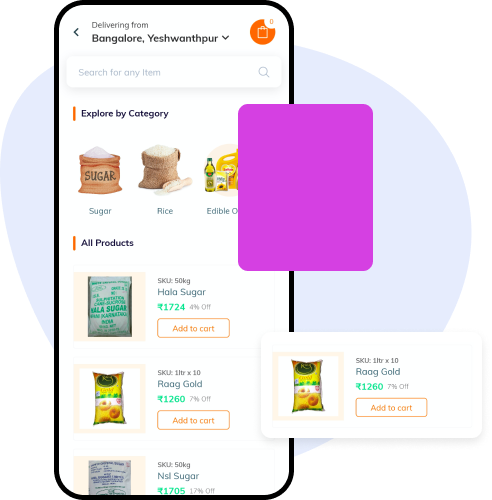 Delivering from
Bangalore, Yeshwanthpur
0
Search for any Item
Explore by Category
SUGAR
Sugar
Rice
Edible O
All Products
SKU: 50kg
Hala Sugar
₹1724 4% Off
Add to cart
HALA SUGAR
INDIA
SKU: 1ltr x 10
Raag Gold
₹1260 7% Off
Add to cart
SKU: 1ltr x 10
Raag Gold
₹1260 7% Off
Add to cart
SKU: 50kg
Nsl Sugar
₹1705 17% Off